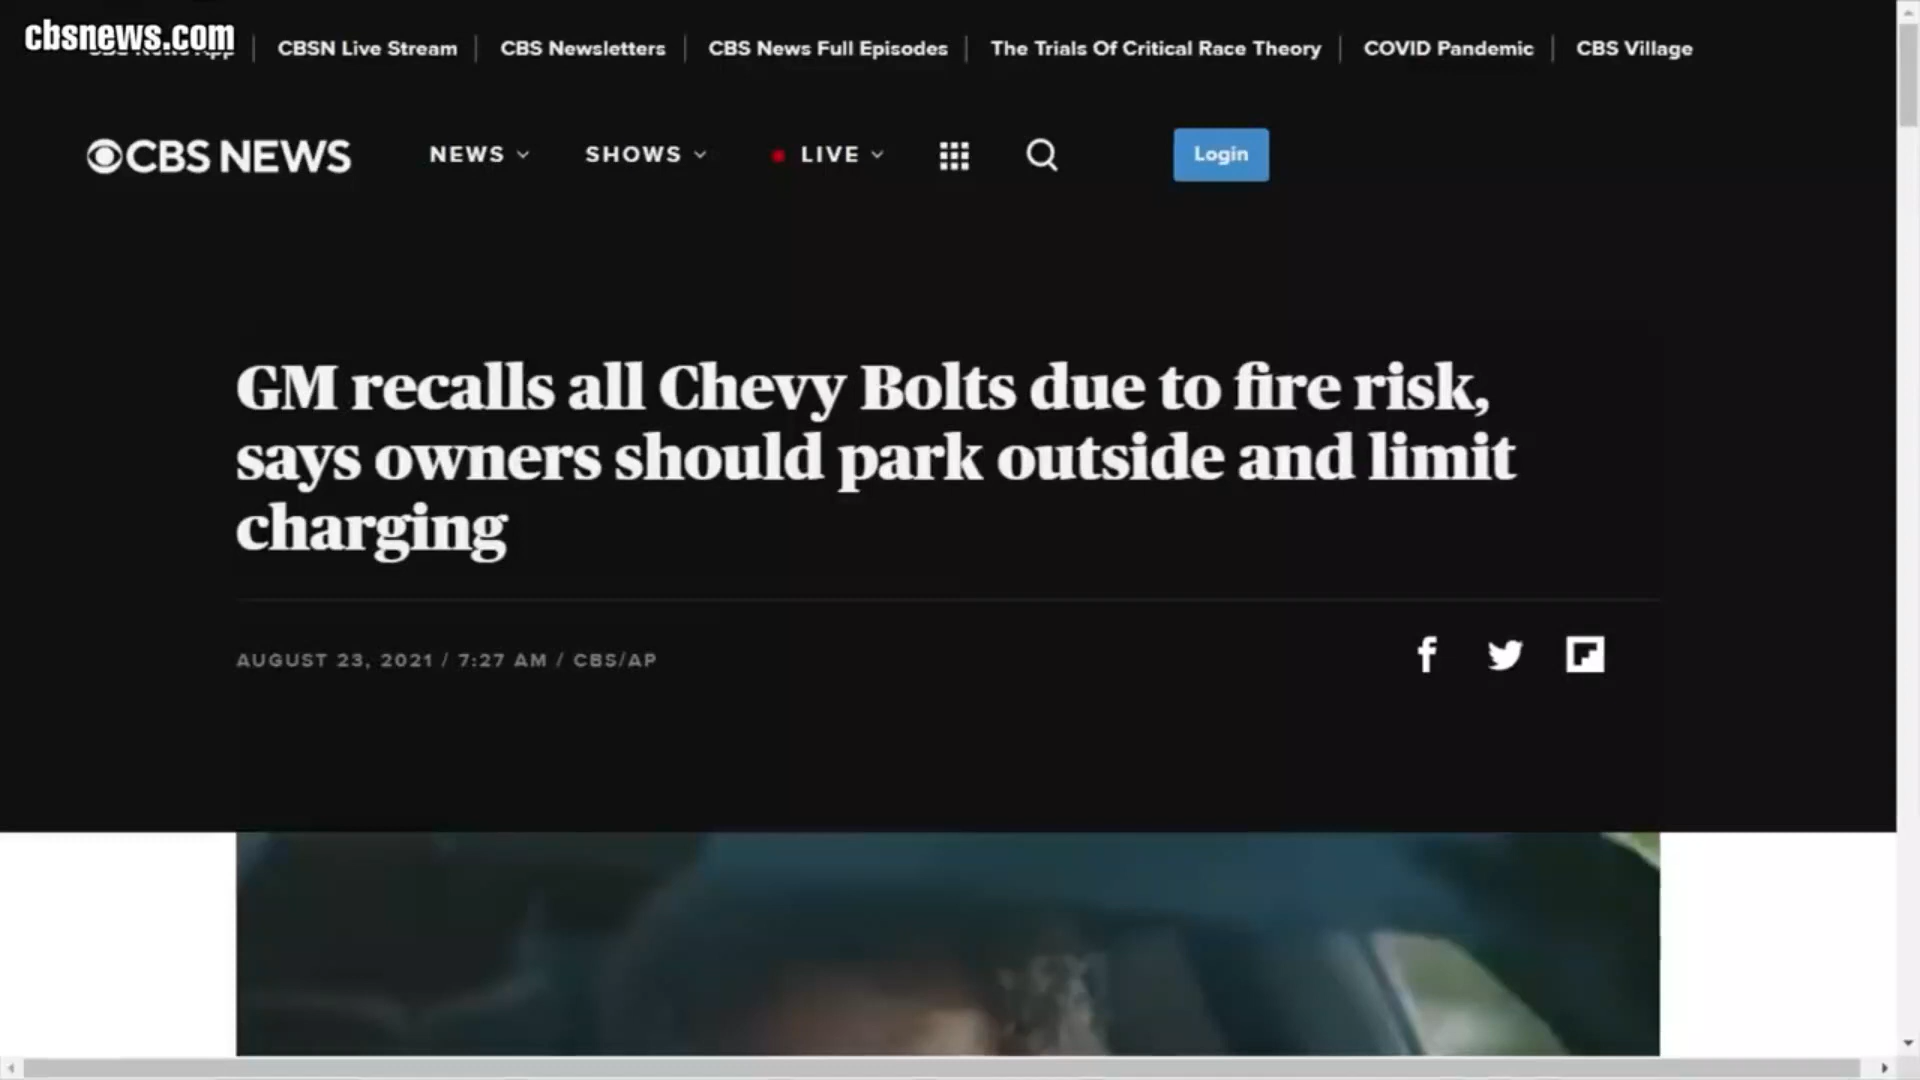 cbsnews.com
CBSN Live Stream
CBS Newsletters
CBS News Full Episodes
The Trials Of Critical Race Theory
COVID Pandemic
CBS Village
CBS NEWS
NEWS
SHOWS
LIVE
Login
GM recalls all Chevy Bolts due to fire risk,
says owners should park outside and limit
charging
AUGUST 23, 2021 / 7:27 AM / CBS/AP